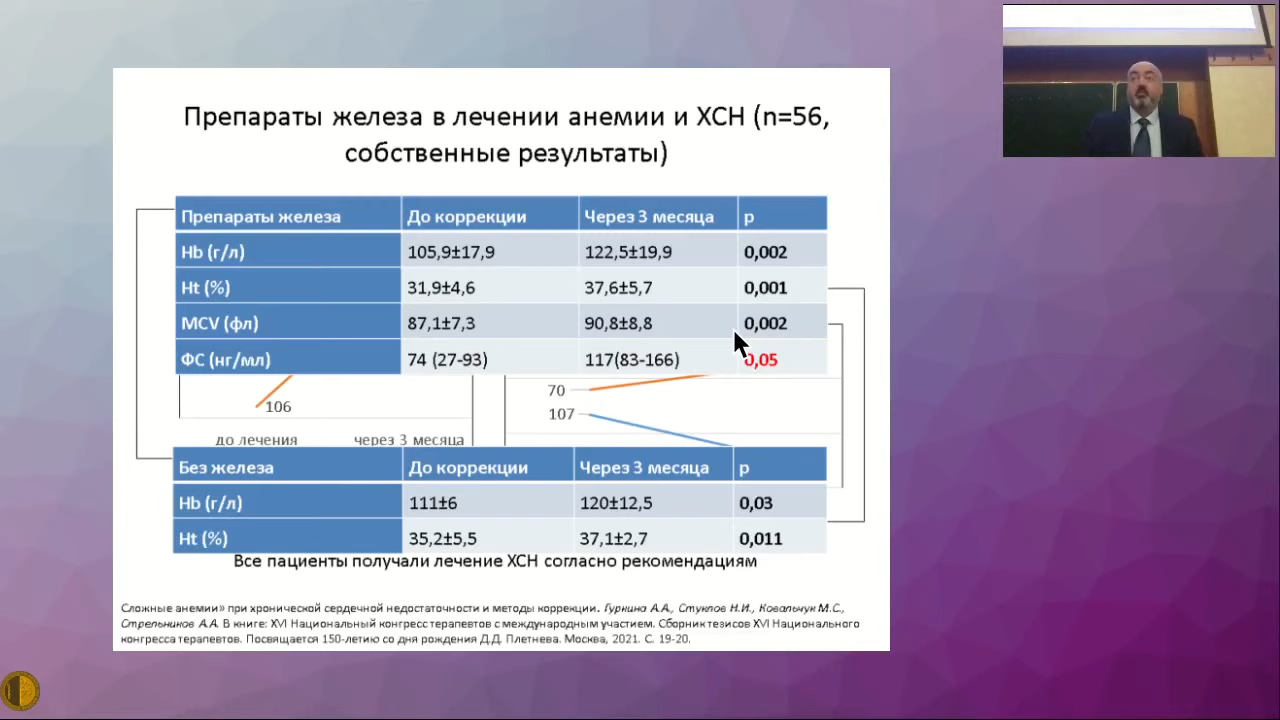 Препараты железа в лечении анемии и ХСН (n=56,
собственные результаты)
Препараты железа До коррекции Через 3 месяца р
Hb (г/л) 105,9±17,9 122,5±19,9 0,002
Ht (%) 31,9±4,6 37,6±5,7 0,001
MCV (фл) 87,1±7,3 90,8±8,8 0,002
ФС (нг/мл) 74 (27-93) 117(83-166) 0,05
70
106
107
до лечения через 3 месяца
Без железа До коррекции Через 3 месяца р
Hb (г/л) 111±6 120±12,5 0,03
Ht (%) 35,2±5,5 37,1±2,7 0,011
Все пациенты получали лечение ХСН согласно рекомендациям
Сложные анемии» при хронической сердечной недостаточности и методы коррекции. Гуркина А.А., Стуклов Н.И., Ковальчук М.С.,
Стрельников А.А. В книге: XVI Национальный конгресс терапевтов с международным участием. Сборник тезисов XVI Национального
конгресса терапевтов. Посвящается 150-летию со дня рождения Д.Д. Плетнева. Москва, 2021. С. 19-20.